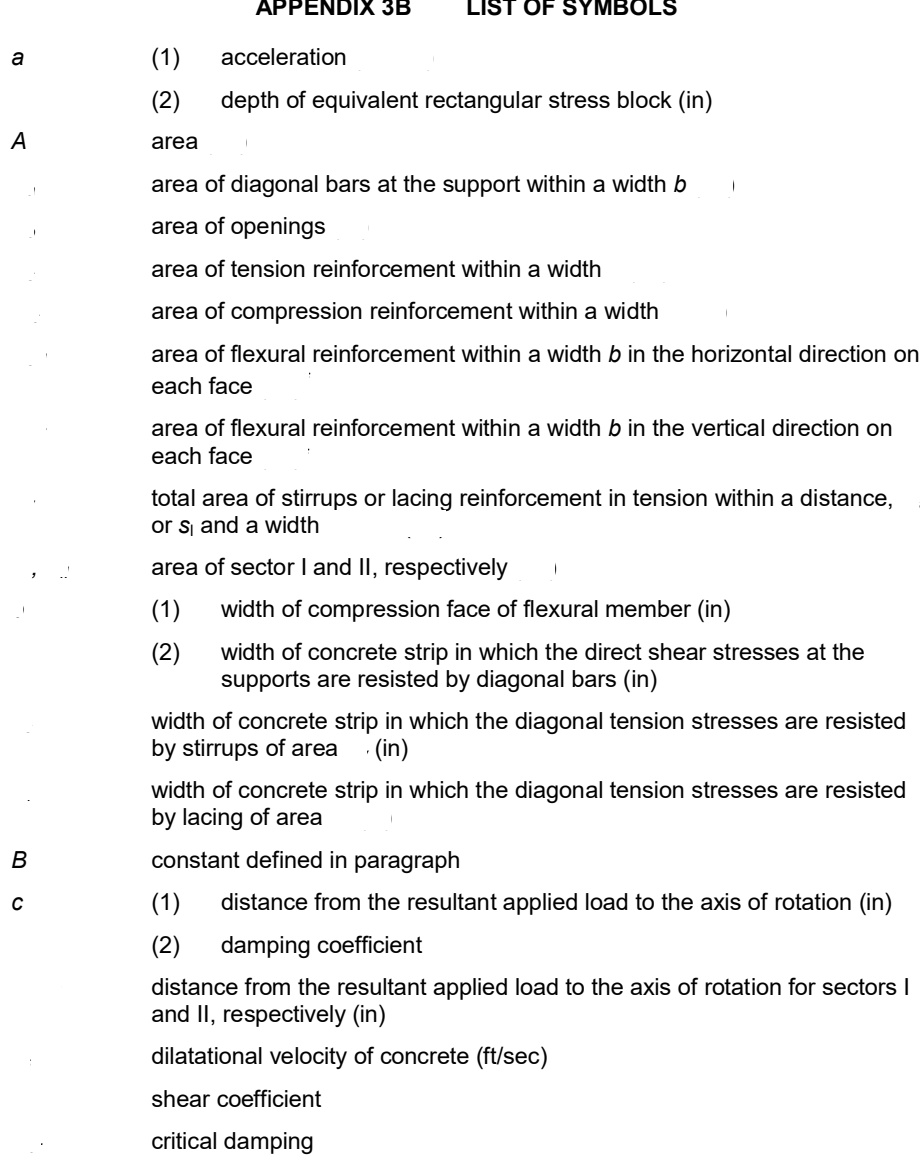 APPENDIX 3B LIST OF SYMBOLS
a (1) acceleration
(2) depth of equivalent rectangular stress block (in)
A area
area of diagonal bars at the support within a width b
area of openings
area of tension reinforcement within a width
area of compression reinforcement within a width
area of flexural reinforcement within a width b in the horizontal direction on
each face
area of flexural reinforcement within a width b in the vertical direction on
each face
total area of stirrups or lacing reinforcement in tension within a distance,
or sl and a width
, area of sector I and II, respectively
(1) width of compression face of flexural member (in)
(2) width of concrete strip in which the direct shear stresses at the
supports are resisted by diagonal bars (in)
width of concrete strip in which the diagonal tension stresses are resisted
by stirrups of area (in)
width of concrete strip in which the diagonal tension stresses are resisted
by lacing of area
B constant defined in paragraph
c (1) distance from the resultant applied load to the axis of rotation (in)
(2) damping coefficient
distance from the resultant applied load to the axis of rotation for sectors I
and II, respectively (in)
dilatational velocity of concrete (ft/sec)
shear coefficient
critical damping